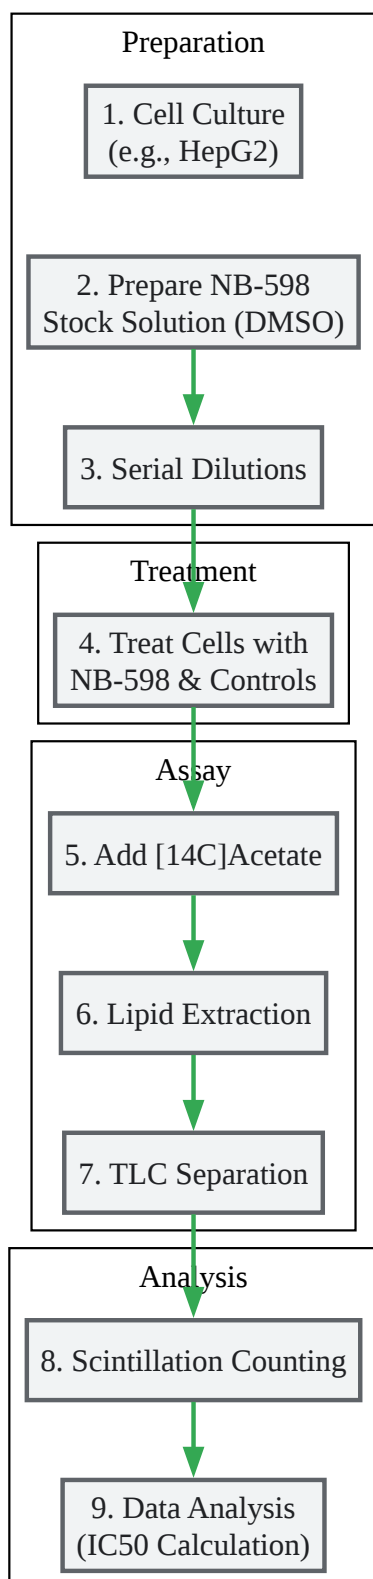 Preparation
1. Cell Culture
(e.g., HepG2)
2. Prepare NB-598
Stock Solution (DMSO)
3. Serial Dilutions
Treatment
4. Treat Cells with
NB-598 & Controls
Assay
5. Add [14C]Acetate
6. Lipid Extraction
7. TLC Separation
Analysis
8. Scintillation Counting
9. Data Analysis
(IC50 Calculation)